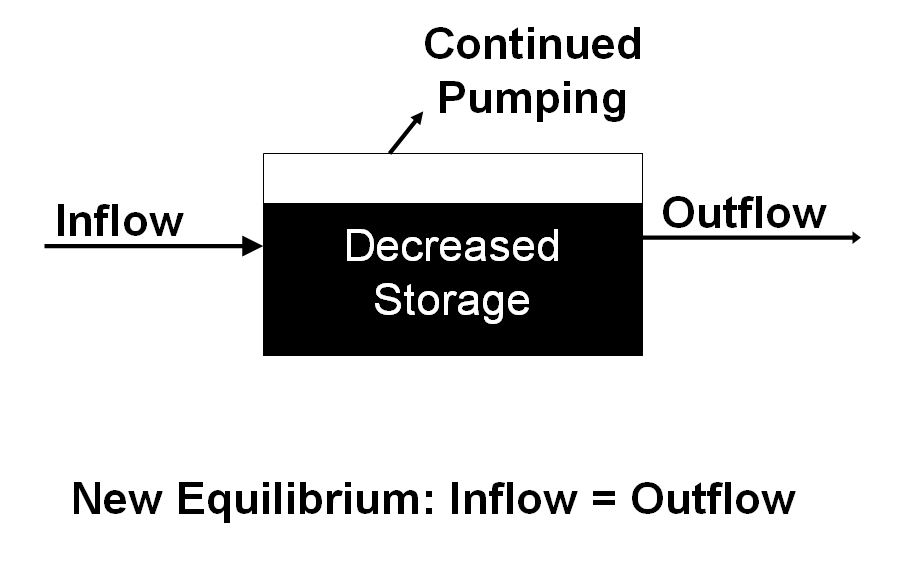 Continued
Pumping
Inflow
Outflow
Decreased
Storage
New Equilibrium: Inflow = Outflow